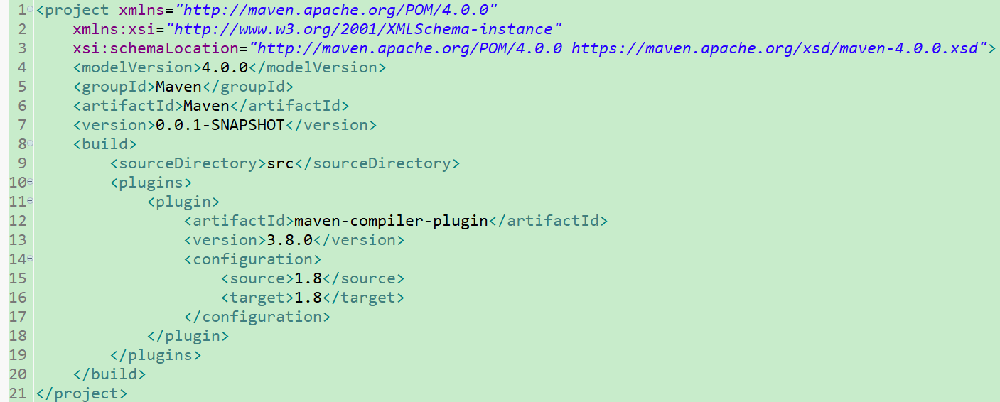 1 <project xmlns="http://maven.apache.org/POM/4.0.0"
2     xmlns:xsi="http://www.w3.org/2001/XMLSchema-instance"
3     xsi:schemaLocation="http://maven.apache.org/POM/4.0.0 https://maven.apache.org/xsd/maven-4.0.0.xsd">
4     <modelVersion>4.0.0</modelVersion>
5     <groupId>Maven</groupId>
6     <artifactId>Maven</artifactId>
7     <version>0.0.1-SNAPSHOT</version>
8     <build>
9         <sourceDirectory>src</sourceDirectory>
10         <plugins>
11             <plugin>
12                 <artifactId>maven-compiler-plugin</artifactId>
13                 <version>3.8.0</version>
14                 <configuration>
15                     <source>1.8</source>
16                     <target>1.8</target>
17                 </configuration>
18             </plugin>
19         </plugins>
20     </build>
21 </project>